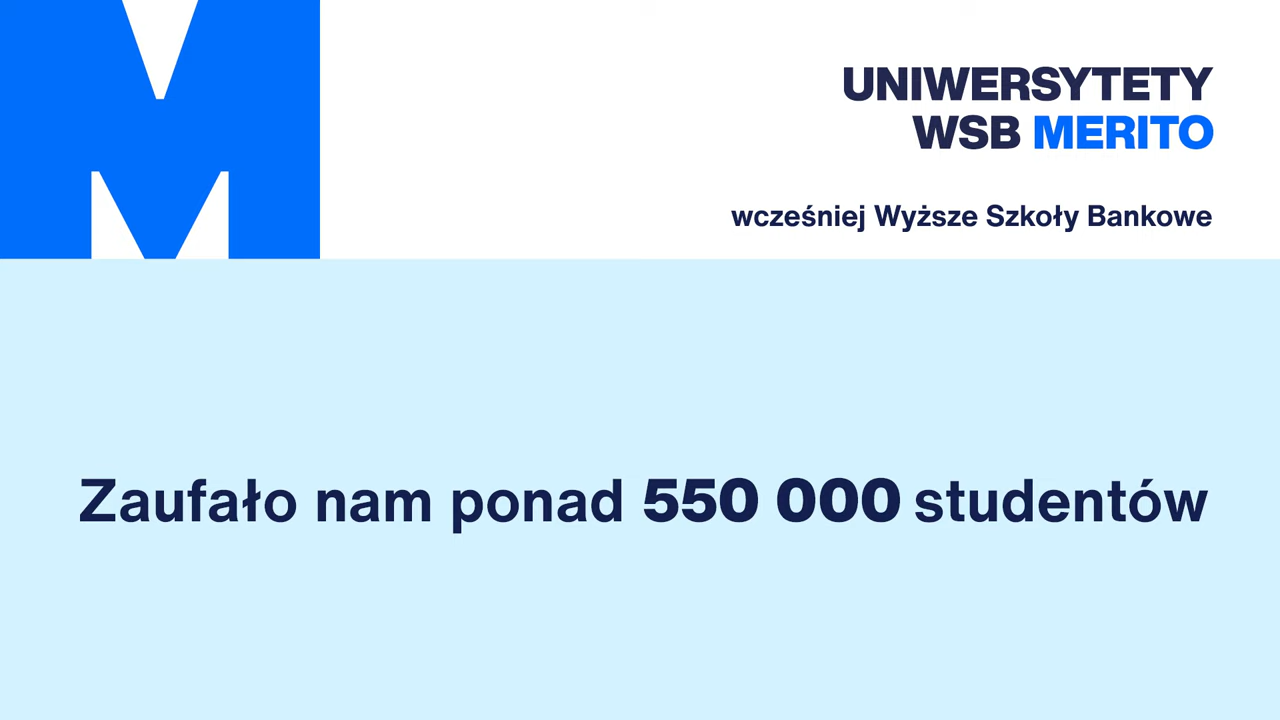 UNIWERSYTETY
WSB MERITO
wcześniej Wyższe Szkoły Bankowe
Zaufało nam ponad 550 000 studentów